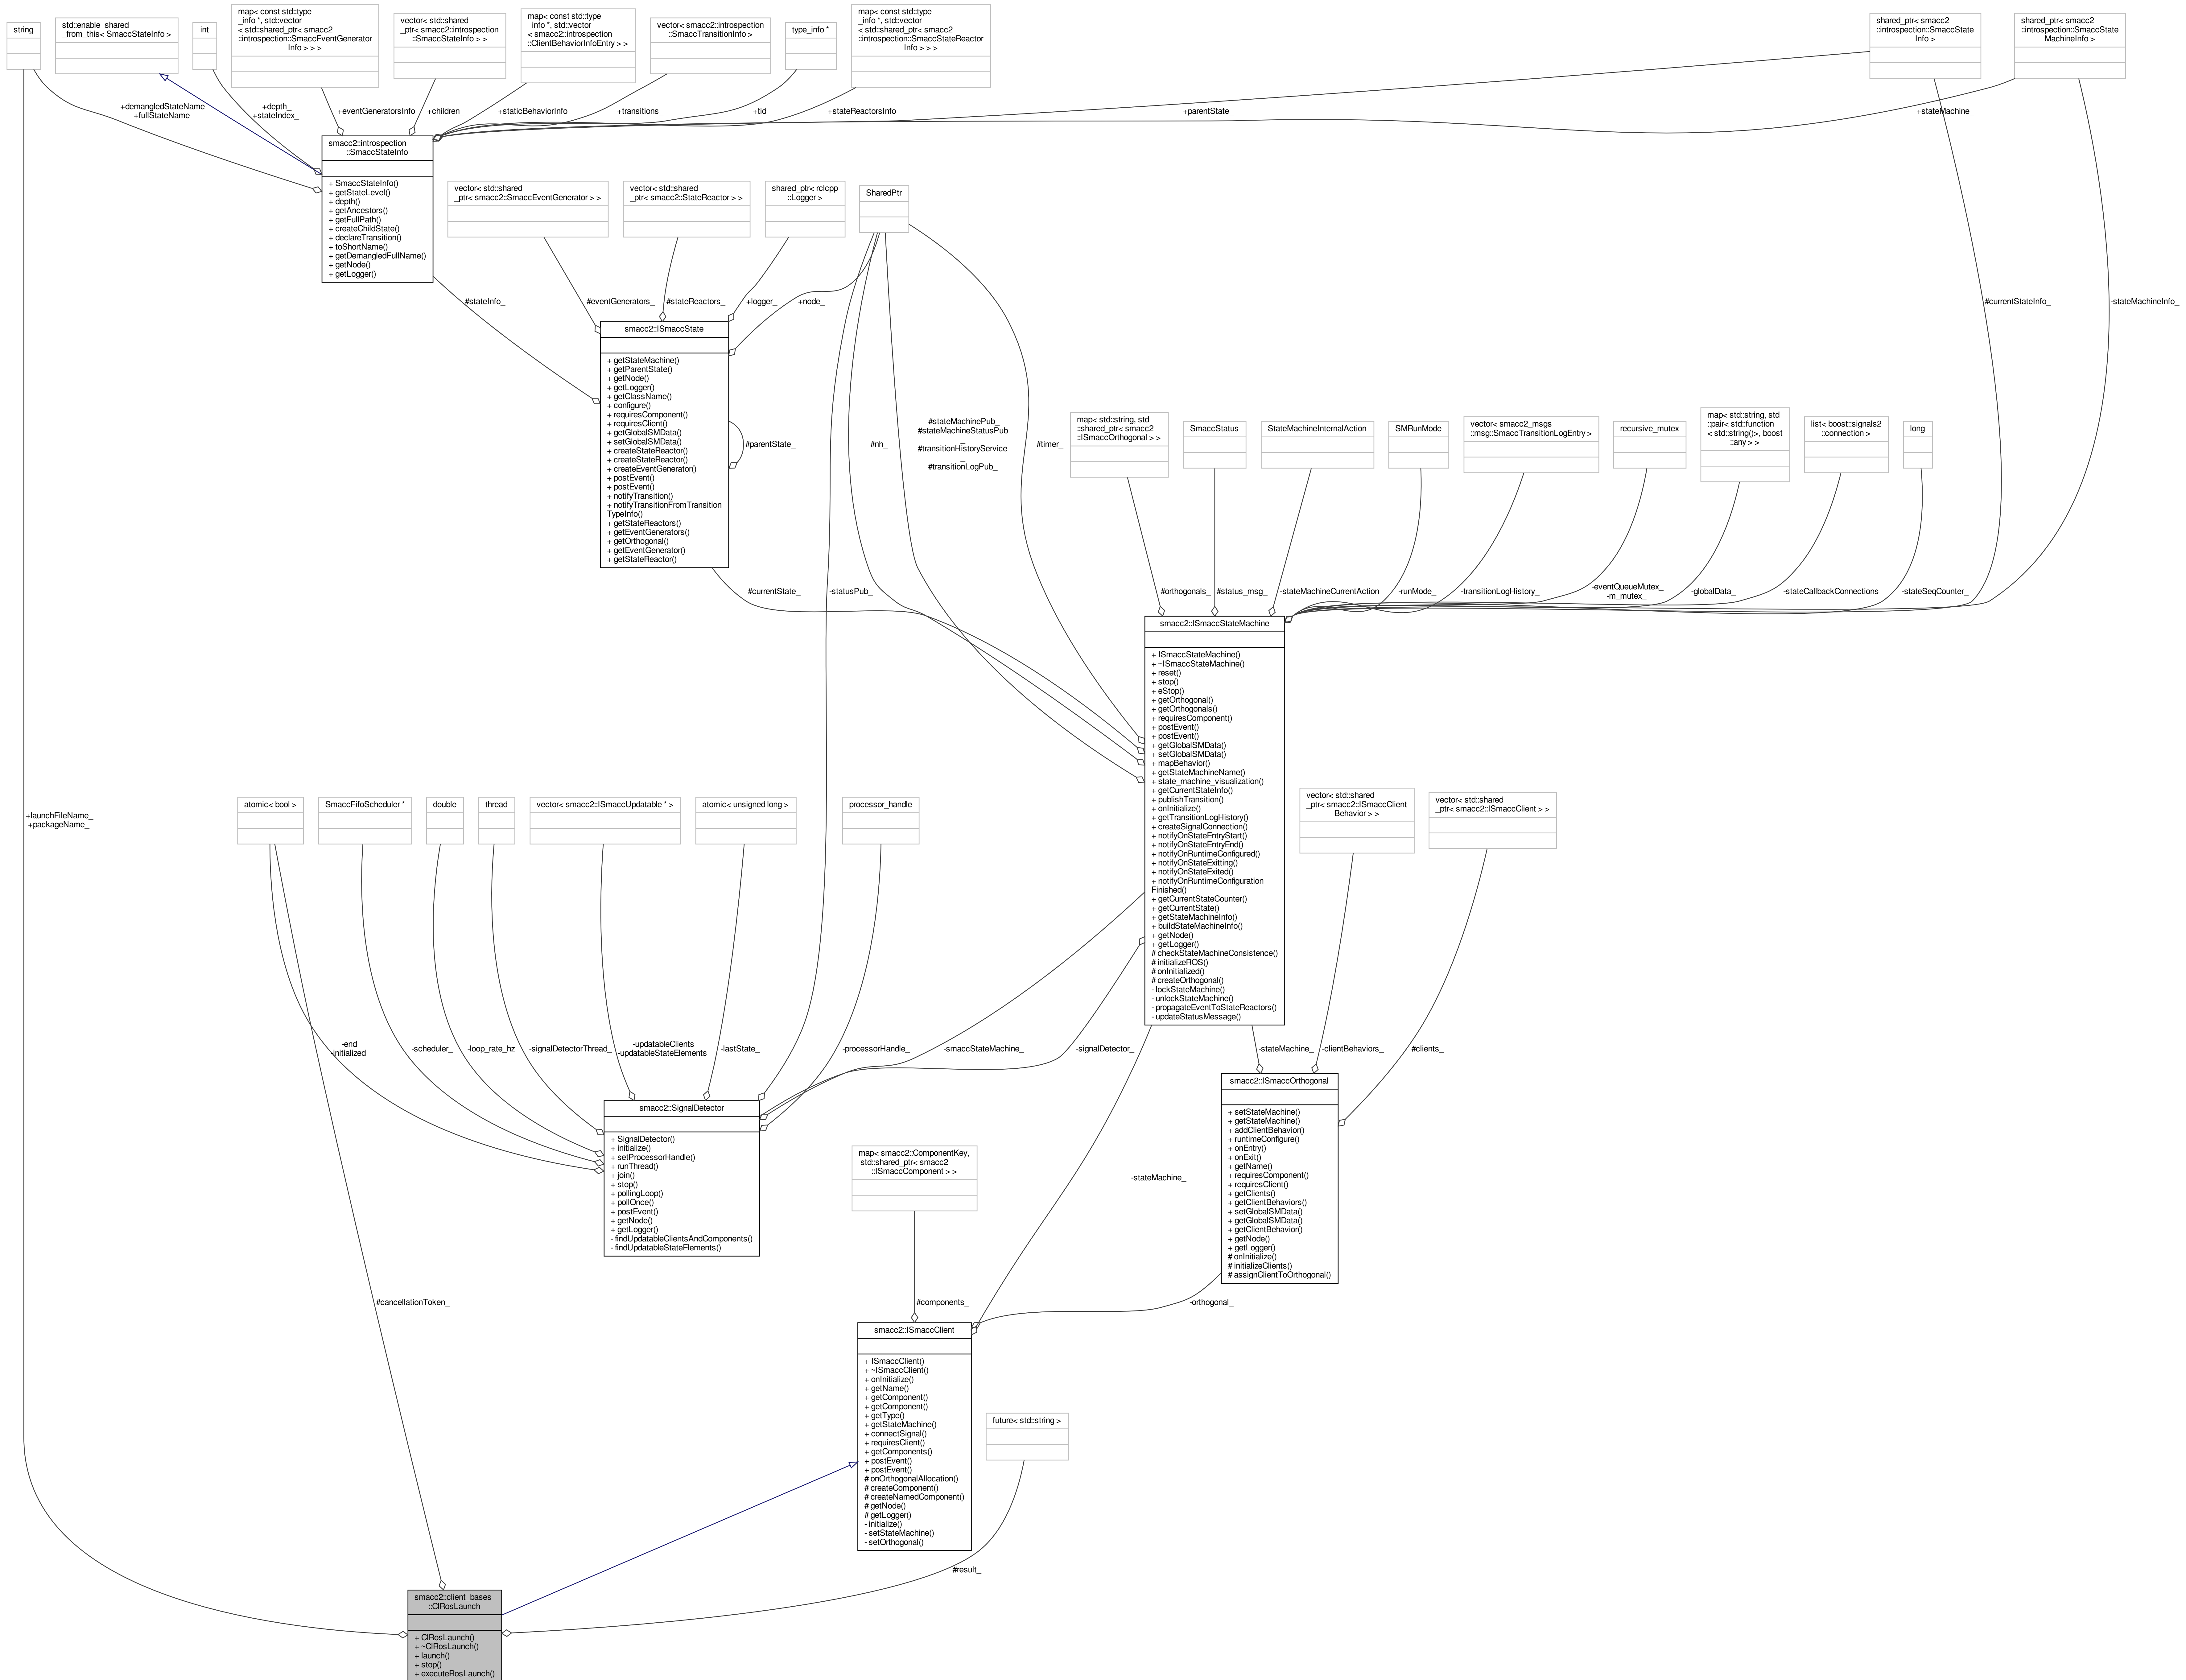 string
std::enable_shared
_from_this< SmaccStateInfo >
int
map< const std::type
_info *, std::vector
< std::shared_ptr< smacc2
::introspection::SmaccEventGenerator
Info > > >
vector< std::shared
_ptr< smacc2::introspection
::SmaccStateInfo > >
map< const std::type
_info *, std::vector
< smacc2::introspection
::ClientBehaviorInfoEntry > >
vector< smacc2::introspection
::SmaccTransitionInfo >
type_info *
map< const std::type
_info *, std::vector
< std::shared_ptr< smacc2
::introspection::SmaccStateReactor
Info > > >
shared_ptr< smacc2
::introspection::SmaccState
Info >
shared_ptr< smacc2
::introspection::SmaccState
MachineInfo >
+demangledStateName
+fullStateName
+depth_
+stateIndex_
+eventGeneratorsInfo
+children_
+staticBehaviorInfo
+transitions_
+tid_
+stateReactorsInfo
+parentState_
+stateMachine_
smacc2::introspection
::SmaccStateInfo
+ SmaccStateInfo()
+ getStateLevel()
+ depth()
+ getAncestors()
+ getFullPath()
+ createChildState()
+ declareTransition()
+ toShortName()
+ getDemangledFullName()
+ getNode()
+ getLogger()
vector< std::shared
_ptr< smacc2::SmaccEventGenerator > >
vector< std::shared
_ptr< smacc2::StateReactor > >
shared_ptr< rclcpp
::Logger >
SharedPtr
#stateInfo_
#eventGenerators_
#stateReactors_
+logger_
+node_
#currentStateInfo_
-stateMachineInfo_
smacc2::ISmaccState
+ getStateMachine()
+ getParentState()
+ getNode()
+ getLogger()
+ getClassName()
+ configure()
+ requiresComponent()
+ requiresClient()
+ getGlobalSMData()
+ setGlobalSMData()
+ createStateReactor()
+ createStateReactor()
+ createEventGenerator()
+ postEvent()
+ postEvent()
+ notifyTransition()
+ notifyTransitionFromTransition
TypeInfo()
+ getStateReactors()
+ getEventGenerators()
+ getOrthogonal()
+ getEventGenerator()
+ getStateReactor()
#parentState_
#nh_
#stateMachinePub_
#stateMachineStatusPub
_
#transitionHistoryService
_
#transitionLogPub_
#timer_
map< std::string, std
::shared_ptr< smacc2
::ISmaccOrthogonal > >
SmaccStatus
StateMachineInternalAction
SMRunMode
vector< smacc2_msgs
::msg::SmaccTransitionLogEntry >
recursive_mutex
map< std::string, std
::pair< std::function
< std::string()>, boost
::any > >
list< boost::signals2
::connection >
long
#currentState_
-statusPub_
#orthogonals_
#status_msg_
-stateMachineCurrentAction
-runMode_
-transitionLogHistory_
-eventQueueMutex_
-m_mutex_
-globalData_
-stateCallbackConnections
-stateSeqCounter_
smacc2::ISmaccStateMachine
+ ISmaccStateMachine()
+ ~ISmaccStateMachine()
+ reset()
+ stop()
+ eStop()
+ getOrthogonal()
+ getOrthogonals()
+ requiresComponent()
+ postEvent()
+ postEvent()
+ getGlobalSMData()
+ setGlobalSMData()
+ mapBehavior()
+ getStateMachineName()
+ state_machine_visualization()
+ getCurrentStateInfo()
+ publishTransition()
+ onInitialize()
+ getTransitionLogHistory()
+ createSignalConnection()
+ notifyOnStateEntryStart()
+ notifyOnStateEntryEnd()
+ notifyOnRuntimeConfigured()
+ notifyOnStateExitting()
+ notifyOnStateExited()
+ notifyOnRuntimeConfiguration
Finished()
+ getCurrentStateCounter()
+ getCurrentState()
+ getStateMachineInfo()
+ buildStateMachineInfo()
+ getNode()
+ getLogger()
# checkStateMachineConsistence()
# initializeROS()
# onInitialized()
# createOrthogonal()
- lockStateMachine()
- unlockStateMachine()
- propagateEventToStateReactors()
- updateStatusMessage()
+launchFileName_
+packageName_
atomic< bool >
SmaccFifoScheduler *
double
thread
vector< smacc2::ISmaccUpdatable * >
atomic< unsigned long >
processor_handle
vector< std::shared
_ptr< smacc2::ISmaccClient
Behavior > >
vector< std::shared
_ptr< smacc2::ISmaccClient > >
-end_
-initialized_
-scheduler_
-loop_rate_hz
-signalDetectorThread_
-updatableClients_
-updatableStateElements_
-lastState_
-processorHandle_
-smaccStateMachine_
-signalDetector_
-stateMachine_
-clientBehaviors_
#clients_
smacc2::SignalDetector
+ SignalDetector()
+ initialize()
+ setProcessorHandle()
+ runThread()
+ join()
+ stop()
+ pollingLoop()
+ pollOnce()
+ postEvent()
+ getNode()
+ getLogger()
- findUpdatableClientsAndComponents()
- findUpdatableStateElements()
smacc2::ISmaccOrthogonal
+ setStateMachine()
+ getStateMachine()
+ addClientBehavior()
+ runtimeConfigure()
+ onEntry()
+ onExit()
+ getName()
+ requiresComponent()
+ requiresClient()
+ getClients()
+ getClientBehaviors()
+ setGlobalSMData()
+ getGlobalSMData()
+ getClientBehavior()
+ getNode()
+ getLogger()
# onInitialize()
# initializeClients()
# assignClientToOrthogonal()
map< smacc2::ComponentKey,
std::shared_ptr< smacc2
::ISmaccComponent > >
-stateMachine_
#cancellationToken_
#components_
-orthogonal_
smacc2::ISmaccClient
+ ISmaccClient()
+ ~ISmaccClient()
+ onInitialize()
+ getName()
+ getComponent()
+ getComponent()
+ getType()
+ getStateMachine()
+ connectSignal()
+ requiresClient()
+ getComponents()
+ postEvent()
+ postEvent()
# onOrthogonalAllocation()
# createComponent()
# createNamedComponent()
# getNode()
# getLogger()
- initialize()
- setStateMachine()
- setOrthogonal()
future< std::string >
#result_
smacc2::client_bases
::ClRosLaunch
+ ClRosLaunch()
+ ~ClRosLaunch()
+ launch()
+ stop()
+ executeRosLaunch()